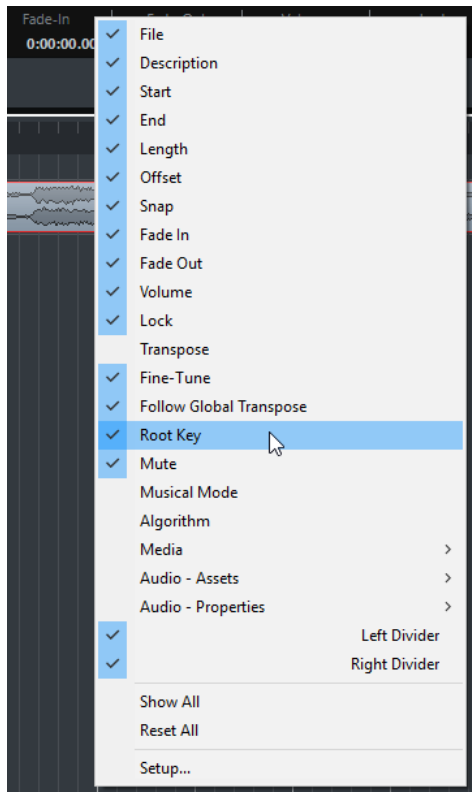 Fade-In
0:00:00.00
File
Description
Start
End
Length
Offset
Snap
Fade In
Fade Out
Volume
Lock
Transpose
Fine-Tune
Follow Global Transpose
Root Key
Mute
Musical Mode
Algorithm
Media
Audio - Assets
Audio - Properties
Left Divider
Right Divider
Show All
Reset All
Setup...